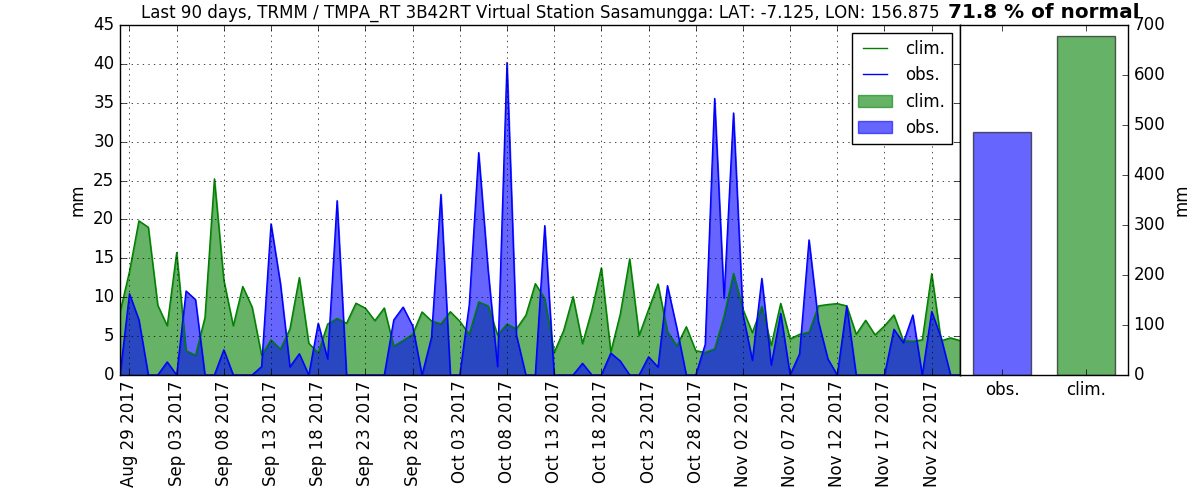 Last 90 days, TRMM / TMPA_RT 3B42RT Virtual Station Sasamungga: LAT: -7.125, LON: 156.875 71.8 % of normal
45
40
35
30
25
20
15
10
5
0
mm
clim.
obs.
clim.
obs.
700
600
500
400
300
200
100
0
mm
obs. clim.
Aug 29 2017
Sep 03 2017
Sep 08 2017
Sep 13 2017
Sep 18 2017
Sep 23 2017
Sep 28 2017
Oct 03 2017
Oct 08 2017
Oct 13 2017
Oct 18 2017
Oct 23 2017
Oct 28 2017
Nov 02 2017
Nov 07 2017
Nov 12 2017
Nov 17 2017
Nov 22 2017